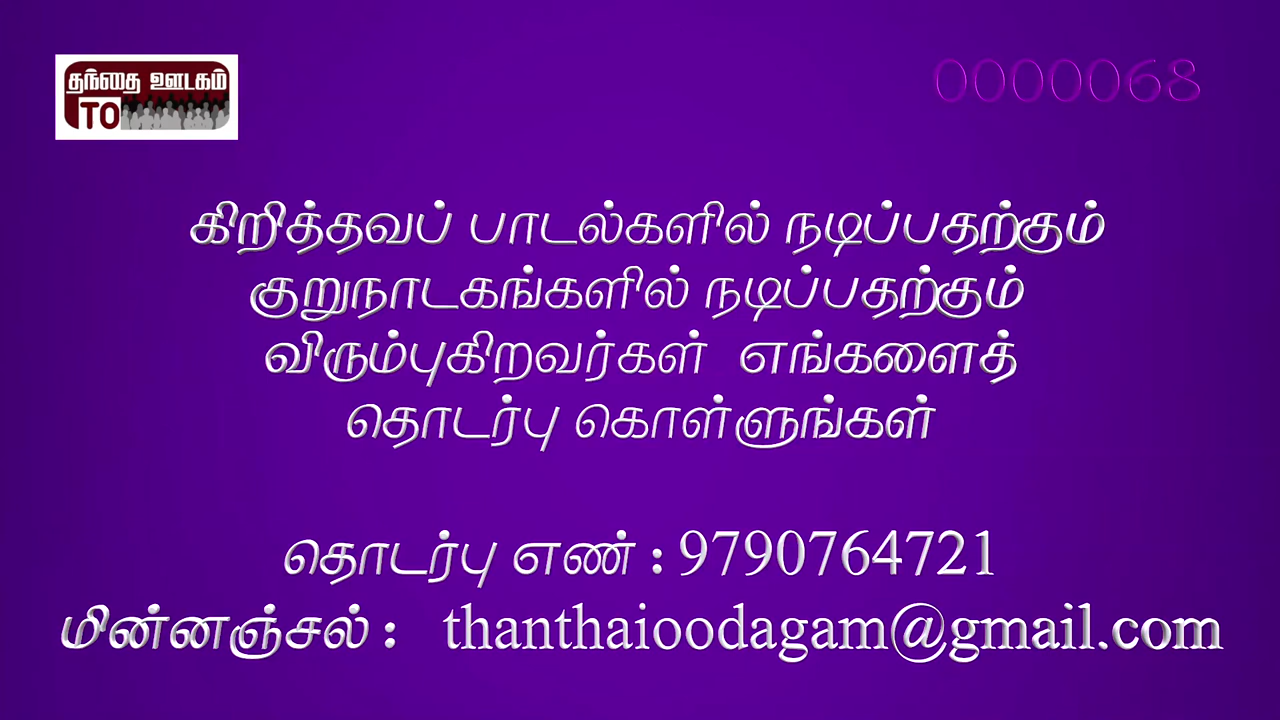 தந்தை ஊடகம்
TO
0000068
கிறித்தவப் பாடல்களில் நடிப்பதற்கும்
குறுநாடகங்களில் நடிப்பதற்கும்
விரும்புகிறவர்கள் எங்களைத்
தொடர்பு கொள்ளுங்கள்
தொடர்பு எண் : 9790764721
மின்னஞ்சல் : thanthaioodagam@gmail.com